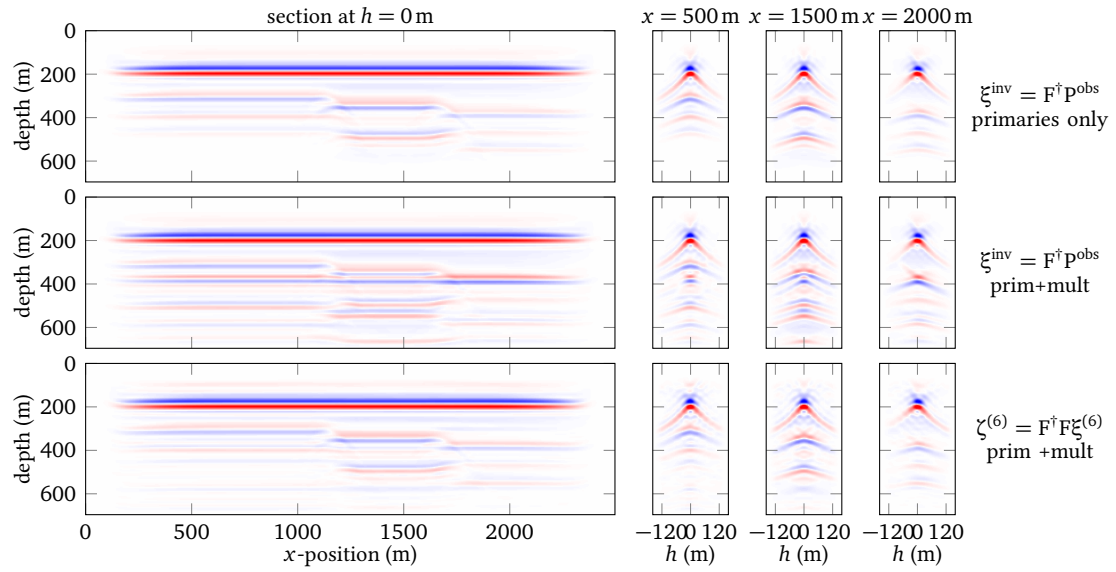 section at h = 0 m
x = 500 m
x = 1500 m
x = 2000 m
0
200
400
600
depth (m)
ξ^inv = F†P^obs
primaries only
0
200
400
600
depth (m)
ξ^inv = F†P^obs
prim+mult
0
200
400
600
depth (m)
ζ^(6) = F†Fξ^(6)
prim +mult
0
500
1000
1500
2000
x-position (m)
−120 0 120
h (m)
−120 0 120
h (m)
−120 0 120
h (m)